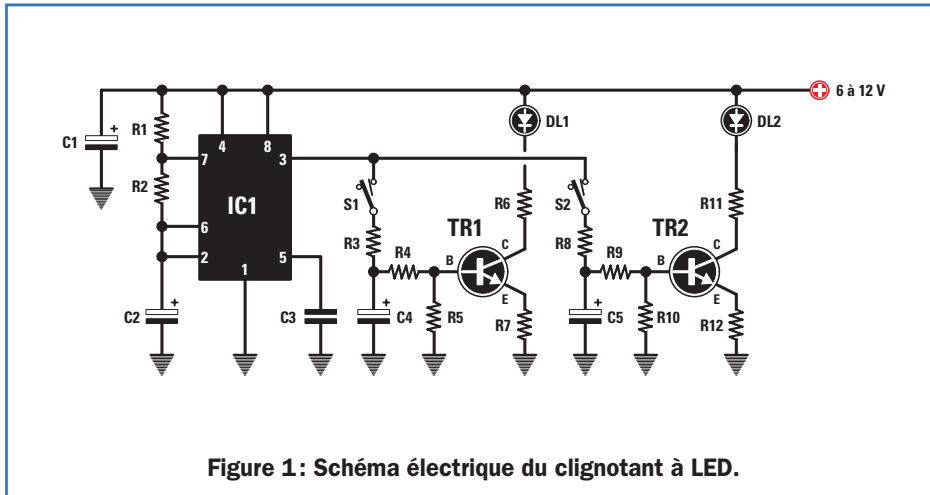 6 à 12 V
DL1
DL2
C1
+
R1
7
4
8
3
R2
IC1
6
2
1
5
S1
R6
S2
R11
R3
R4
TR1
C
B
E
R8
R9
TR2
C
B
E
C2
+
C3
C4
+
R5
R7
C5
+
R10
R12
Figure 1: Schéma électrique du clignotant à LED.